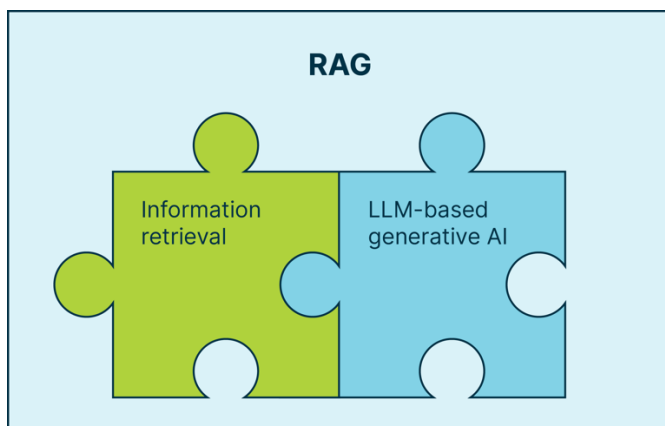 RAG
Information
retrieval
LLM-based
generative AI